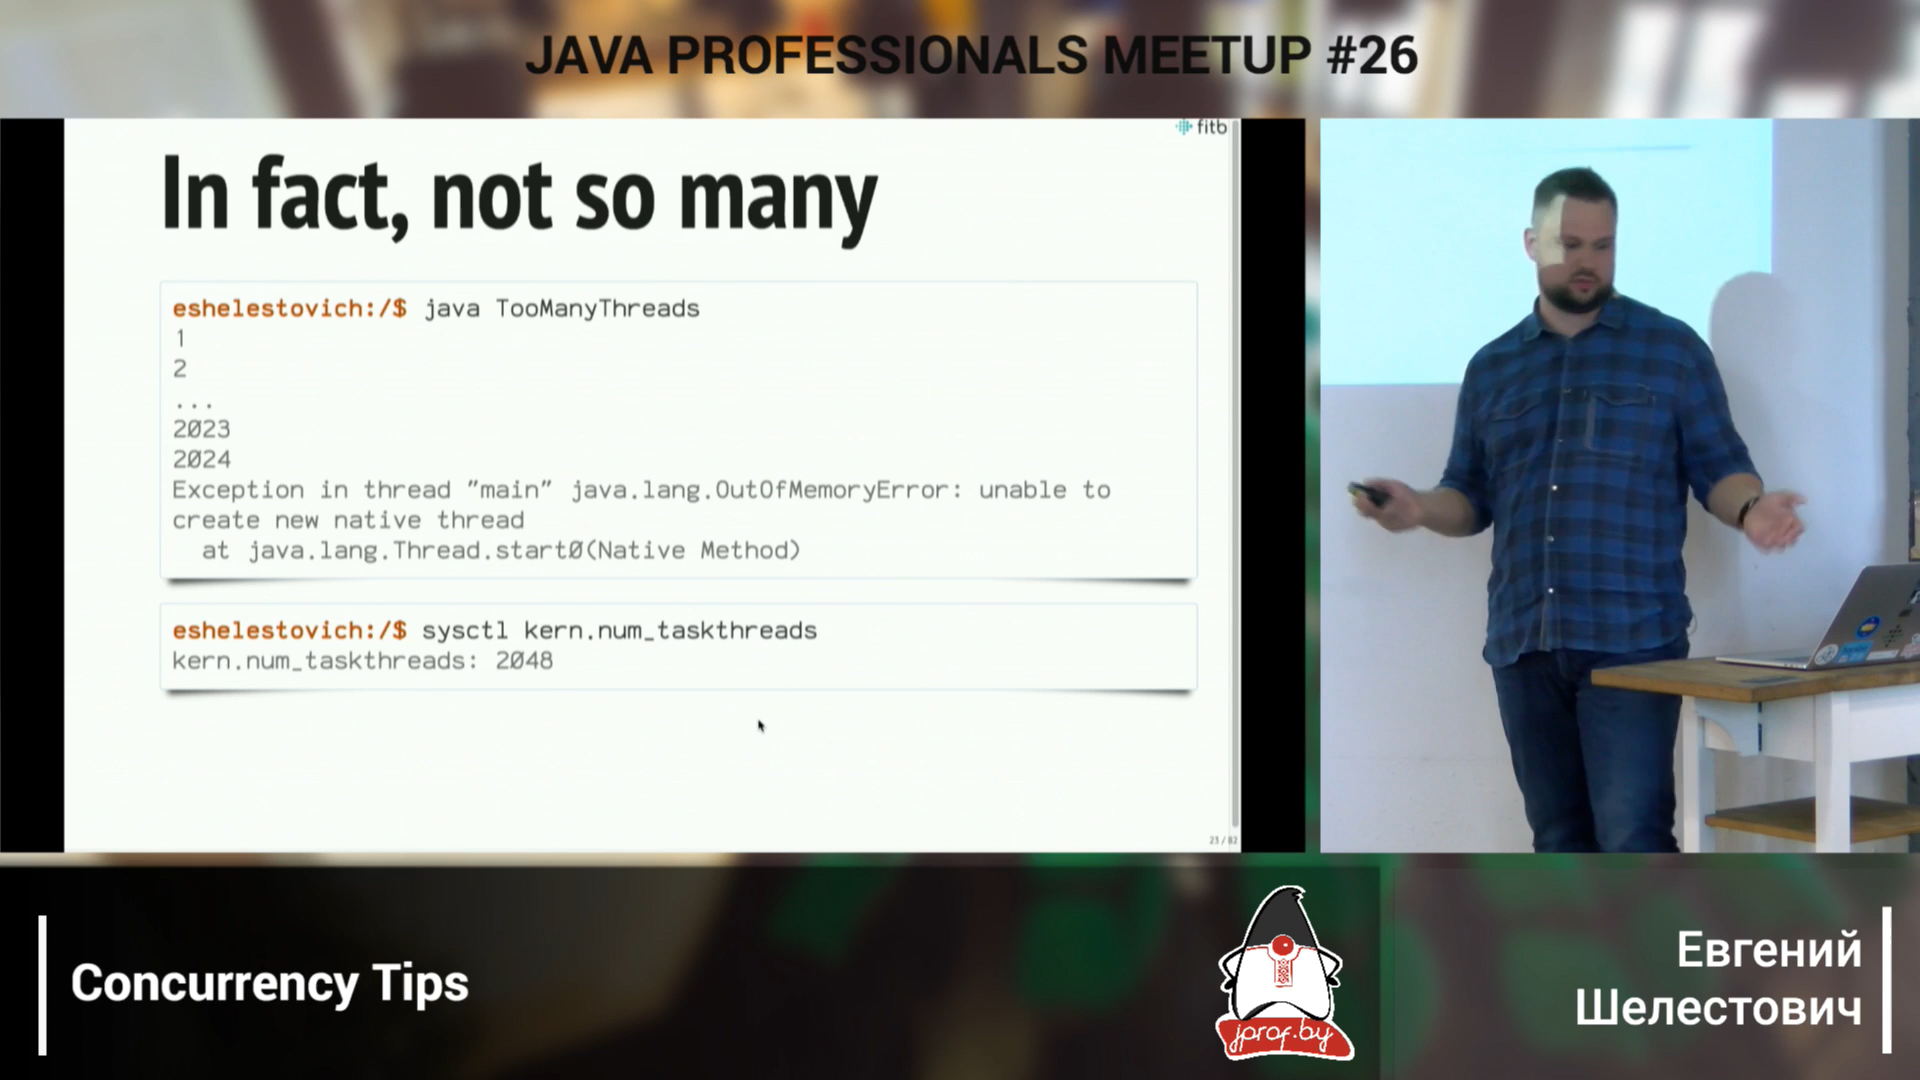 JAVA PROFESSIONALS MEETUP #26
fitb
In fact, not so many
eshelestovich:/$ java TooManyThreads
1
2
...
2023
2024
Exception in thread "main" java.lang.OutOfMemoryError: unable to
create new native thread
at java.lang.Thread.start0(Native Method)
eshelestovich:/$ sysctl kern.num_taskthreads
kern.num_taskthreads: 2048
23 / 82
Concurrency Tips
jprof.by
Евгений
Шелестович